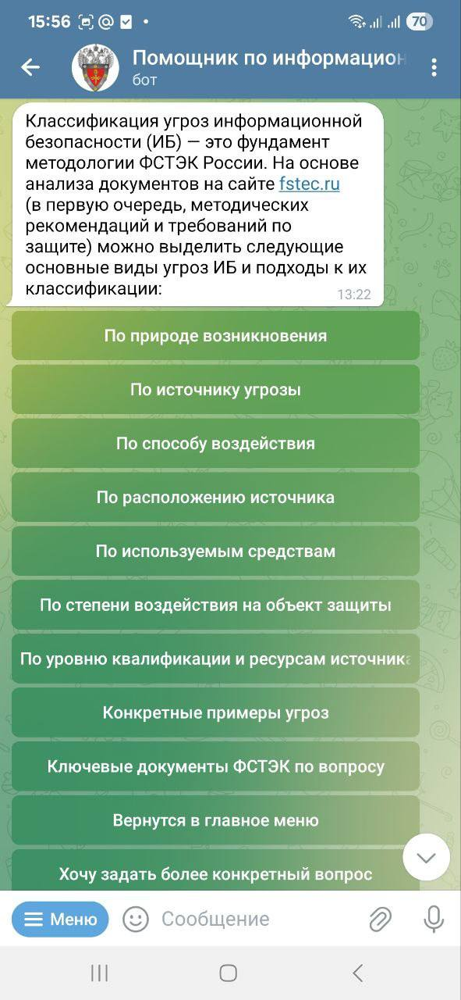 15:56
70
Помощник по информацион
бот
Классификация угроз информационной
безопасности (ИБ) — это фундамент
методологии ФСТЭК России. На основе
анализа документов на сайте fstec.ru
(в первую очередь, методических
рекомендаций и требований по
защите) можно выделить следующие
основные виды угроз ИБ и подходы к их
классификации:
13:22
По природе возникновения
По источнику угрозы
По способу воздействия
По расположению источника
По используемым средствам
По степени воздействия на объект защиты
По уровню квалификации и ресурсам источника
Конкретные примеры угроз
Ключевые документы ФСТЭК по вопросу
Вернутся в главное меню
Хочу задать более конкретный вопрос
Меню
Сообщение